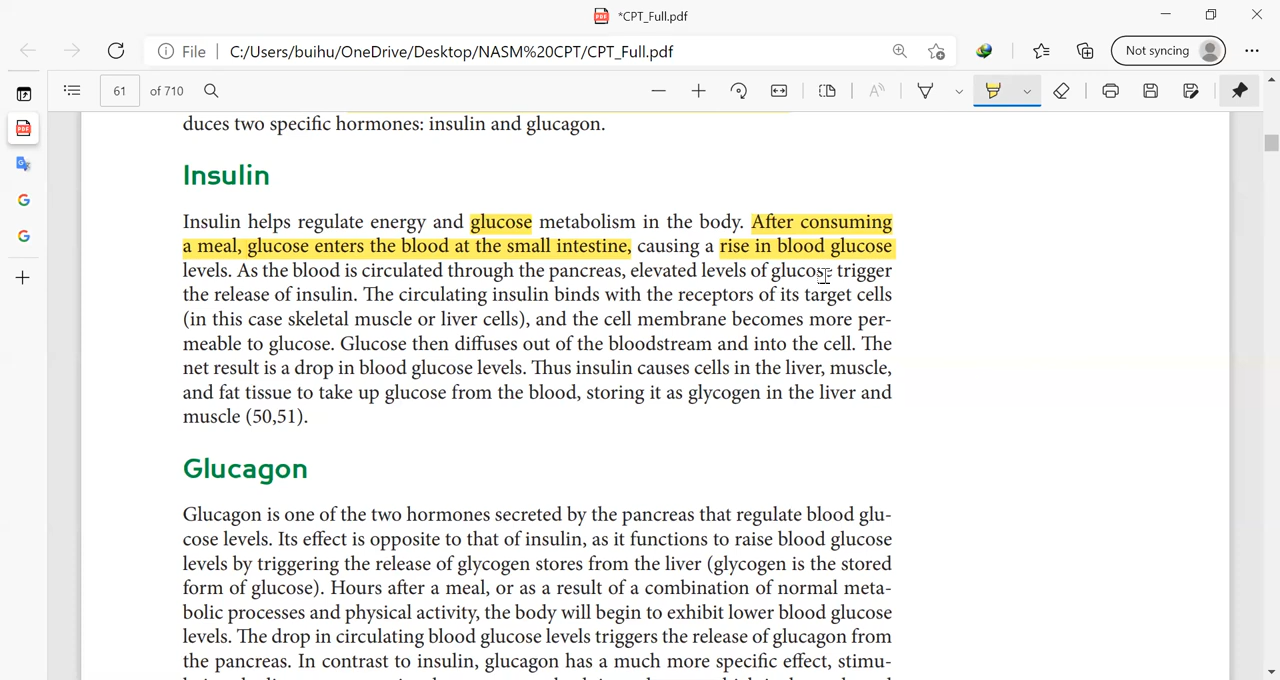 *CPT_Full.pdf
File C:/Users/buihu/OneDrive/Desktop/NASM%20CPT/CPT_Full.pdf Not syncing
61 of 710
duces two specific hormones: insulin and glucagon.
Insulin
Insulin helps regulate energy and glucose metabolism in the body. After consuming
a meal, glucose enters the blood at the small intestine, causing a rise in blood glucose
levels. As the blood is circulated through the pancreas, elevated levels of glucose trigger
the release of insulin. The circulating insulin binds with the receptors of its target cells
(in this case skeletal muscle or liver cells), and the cell membrane becomes more per-
meable to glucose. Glucose then diffuses out of the bloodstream and into the cell. The
net result is a drop in blood glucose levels. Thus insulin causes cells in the liver, muscle,
and fat tissue to take up glucose from the blood, storing it as glycogen in the liver and
muscle (50,51).
Glucagon
Glucagon is one of the two hormones secreted by the pancreas that regulate blood glu-
cose levels. Its effect is opposite to that of insulin, as it functions to raise blood glucose
levels by triggering the release of glycogen stores from the liver (glycogen is the stored
form of glucose). Hours after a meal, or as a result of a combination of normal meta-
bolic processes and physical activity, the body will begin to exhibit lower blood glucose
levels. The drop in circulating blood glucose levels triggers the release of glucagon from
the pancreas. In contrast to insulin, glucagon has a much more specific effect, stimu-